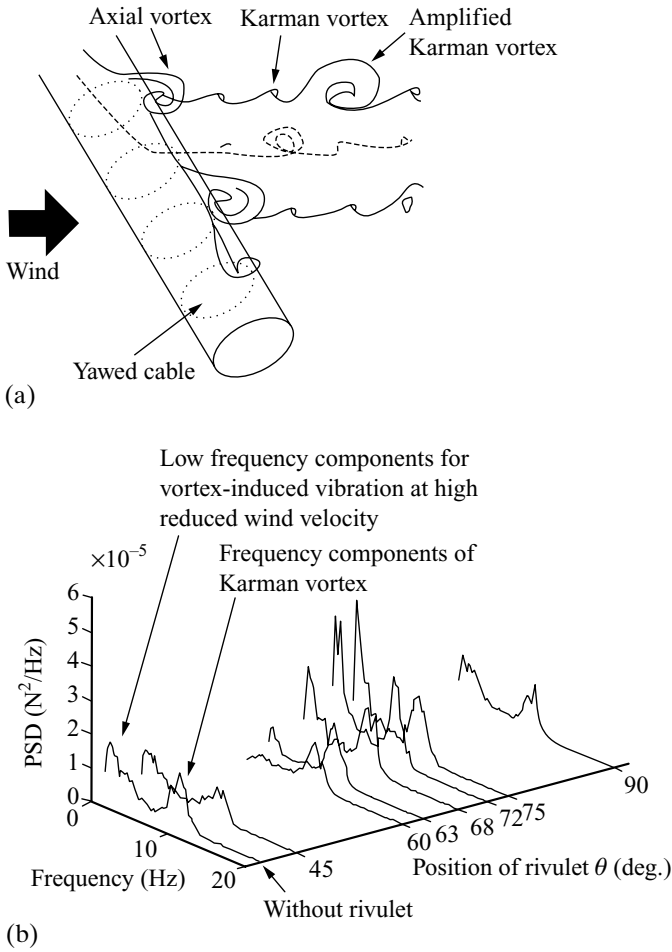 Axial vortex
Karman vortex
Amplified
Karman vortex
Wind
Yawed cable
(a)
Low frequency components for
vortex-induced vibration at high
reduced wind velocity
Frequency components of
Karman vortex
×10⁻⁵
6
5
4
3
2
1
0
PSD (N²/Hz)
0
10
20
Frequency (Hz)
Without rivulet
45
60
63
68
72
75
90
Position of rivulet θ (deg.)
(b)